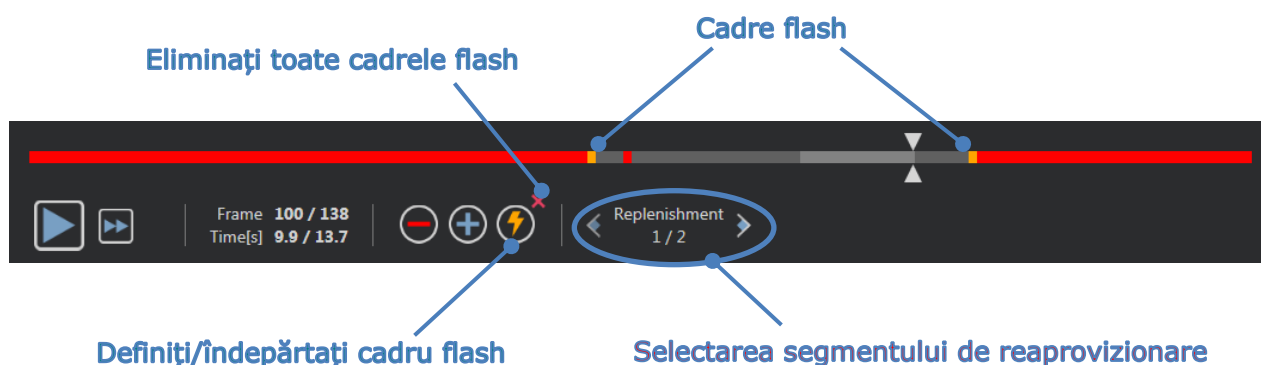 Cadre flash
Eliminați toate cadrele flash
Frame 100 / 138
Time[s] 9.9 / 13.7
Replenishment
1 / 2
Definiți/îndepărtați cadru flash
Selectarea segmentului de reaprovizionare